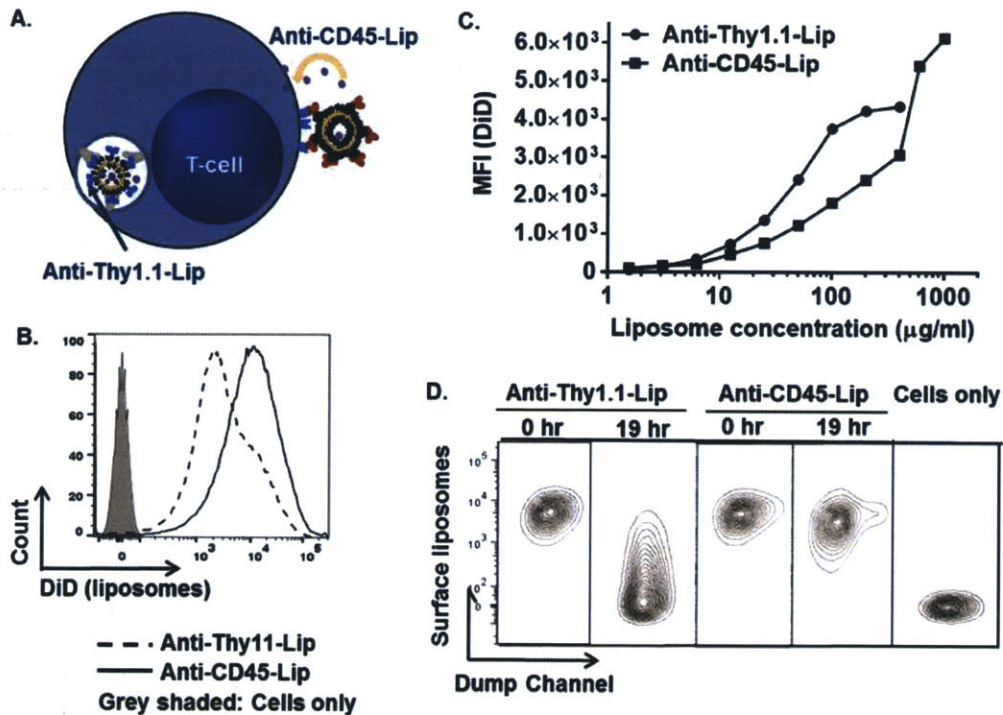 A.
Anti-CD45-Lip
T-cell
Anti-Thy1.1-Lip
B.
100
80
60
40
20
0
Count
0 10³ 10⁴ 10⁵
DiD (liposomes)
Anti-Thy11-Lip
Anti-CD45-Lip
Grey shaded: Cells only
C.
Anti-Thy1.1-Lip
Anti-CD45-Lip
MFI (DiD)
6.0×10³
5.0×10³
4.0×10³
3.0×10³
2.0×10³
1.0×10³
0
1 10 100 1000
Liposome concentration (μg/ml)
D.
Anti-Thy1.1-Lip Anti-CD45-Lip Cells only
0 hr 19 hr 0 hr 19 hr
Surface liposomes
10⁵
10⁴
10³
10²
0
Dump Channel